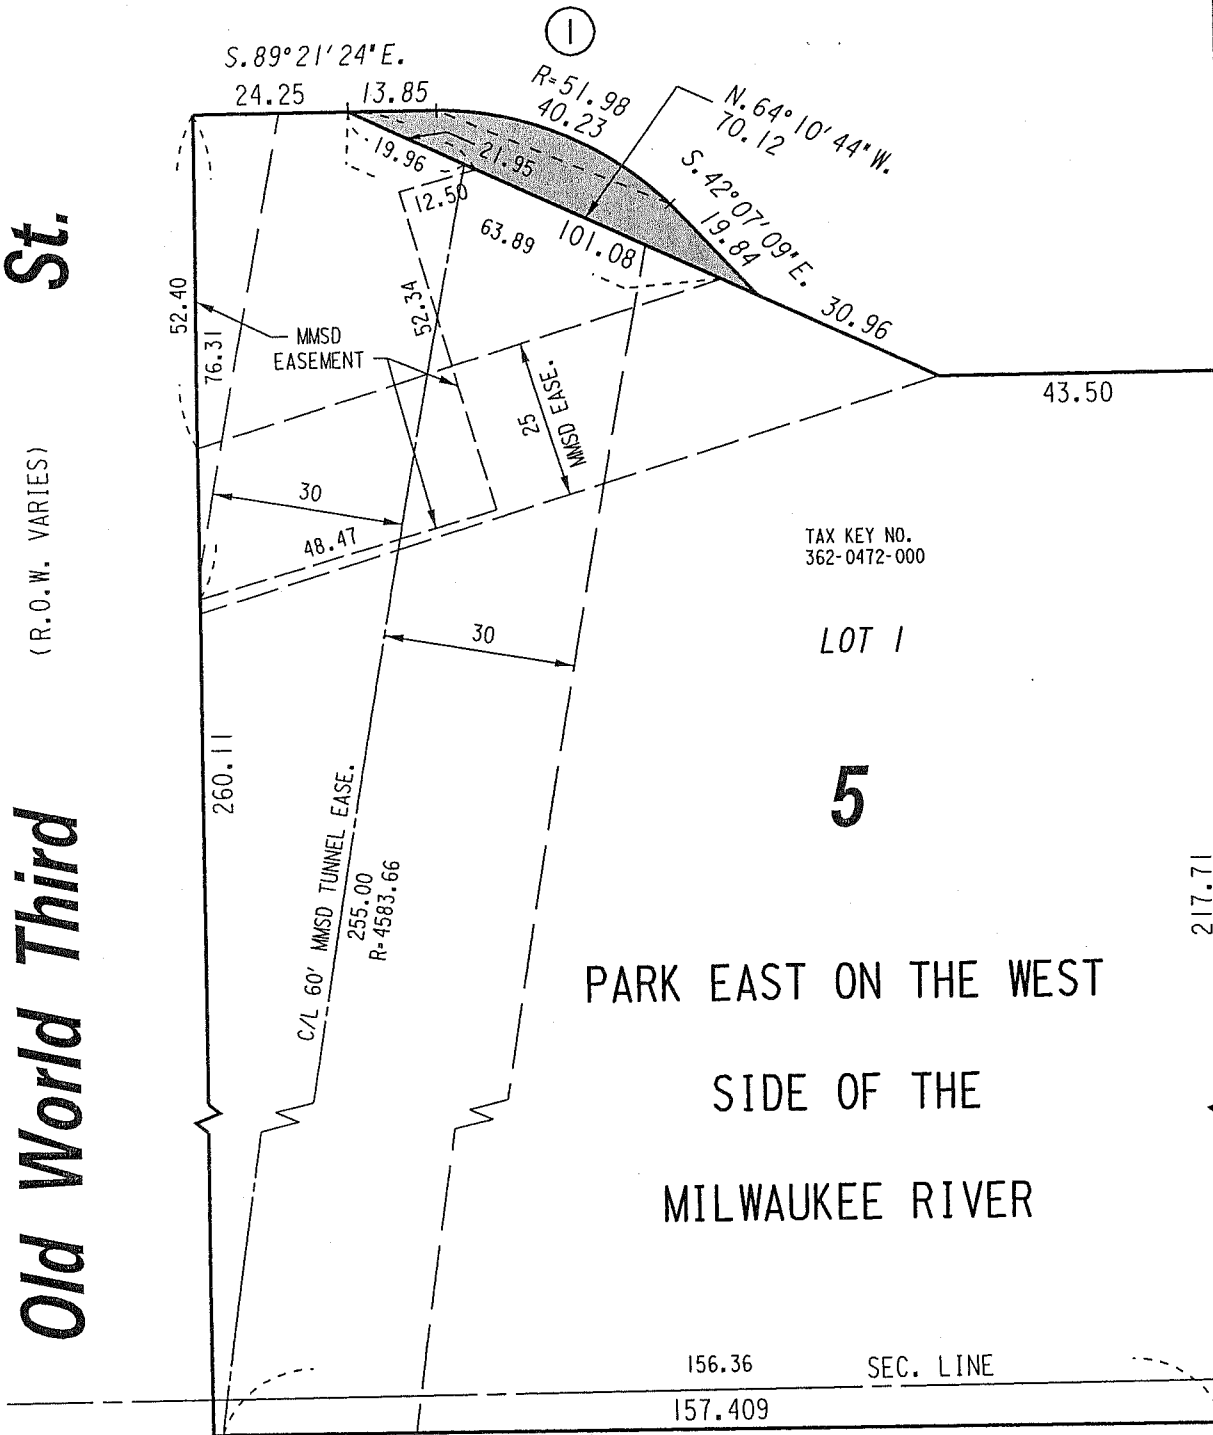 1
S.89°21'24"E.
24.25
13.85
R=51.98
40.23
N.64°10'44"W.
70.12
S.42°07'09"E.
19.84
19.96
21.95
12.50
63.89
101.08
30.96
43.50
52.40
76.31
52.34
MMSD
EASEMENT
25
MMSD EASE.
30
48.47
30
TAX KEY NO.
362-0472-000
LOT 1
5
260.11
C/L 60' MMSD TUNNEL EASE.
255.00
R=4583.66
217.71
PARK EAST ON THE WEST
SIDE OF THE
MILWAUKEE RIVER
Old World Third St.
(R.O.W. VARIES)
156.36
SEC. LINE
157.409